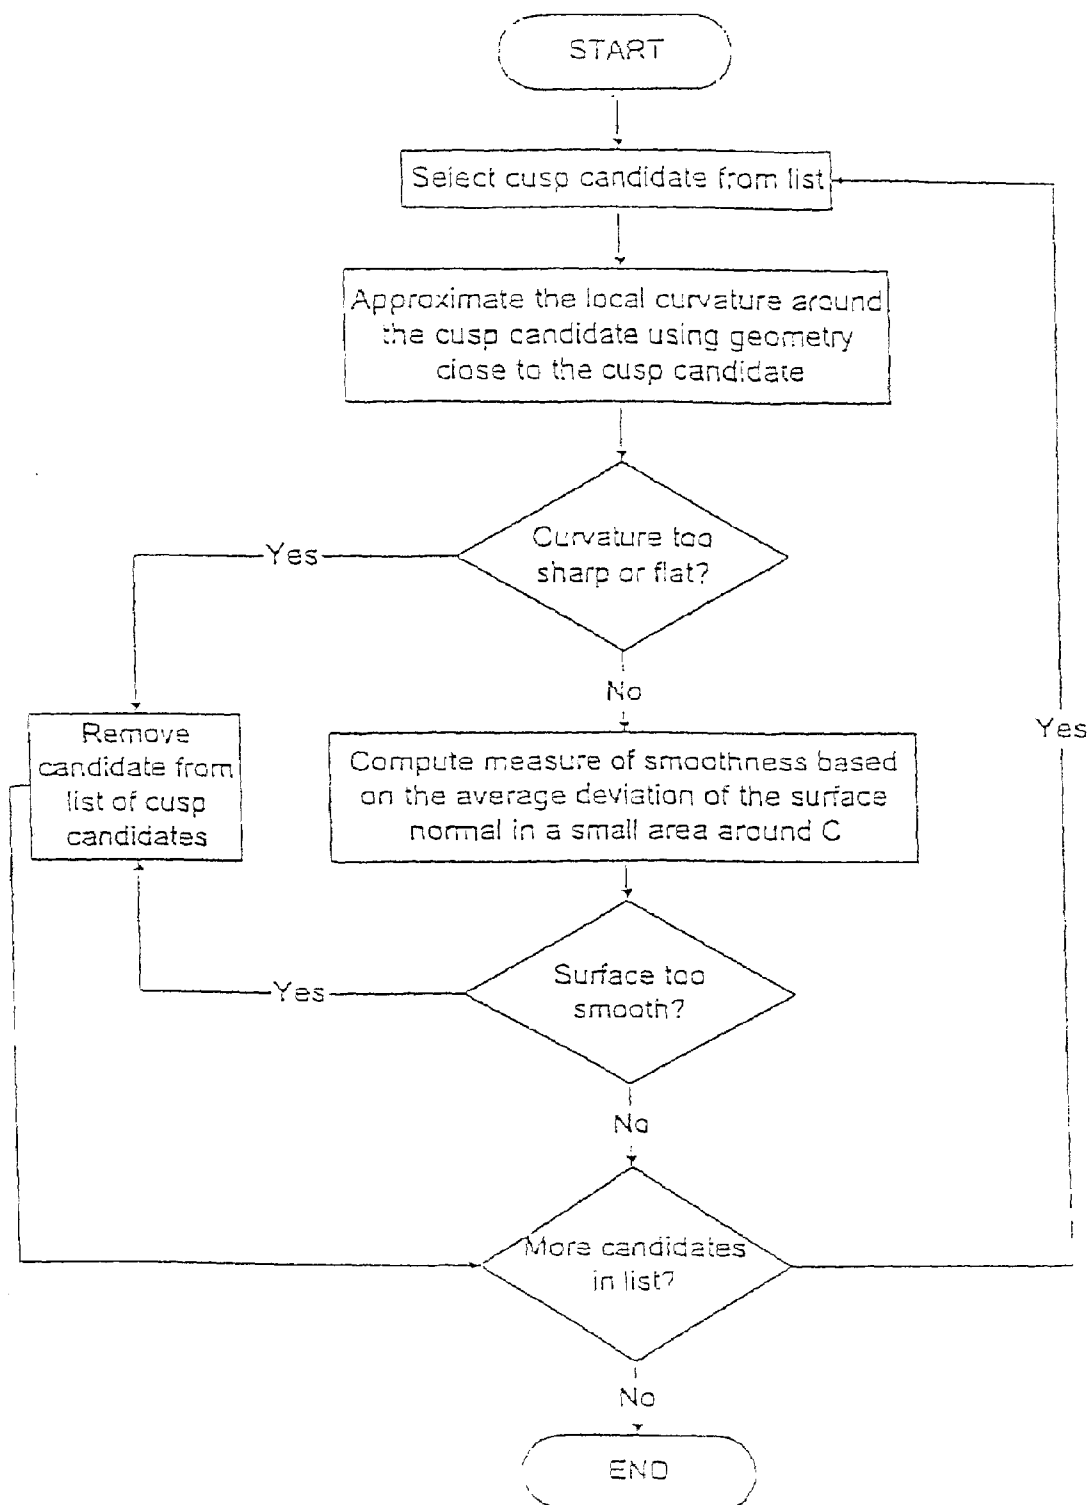 START
Select cusp candidate from list
Approximate the local curvature around
the cusp candidate using geometry
close to the cusp candidate
Curvature too
sharp or flat?
Yes
No
Remove
candidate from
list of cusp
candidates
Compute measure of smoothness based
on the average deviation of the surface
normal in a small area around C
Yes
Surface too
smooth?
Yes
No
More candidates
in list?
No
END